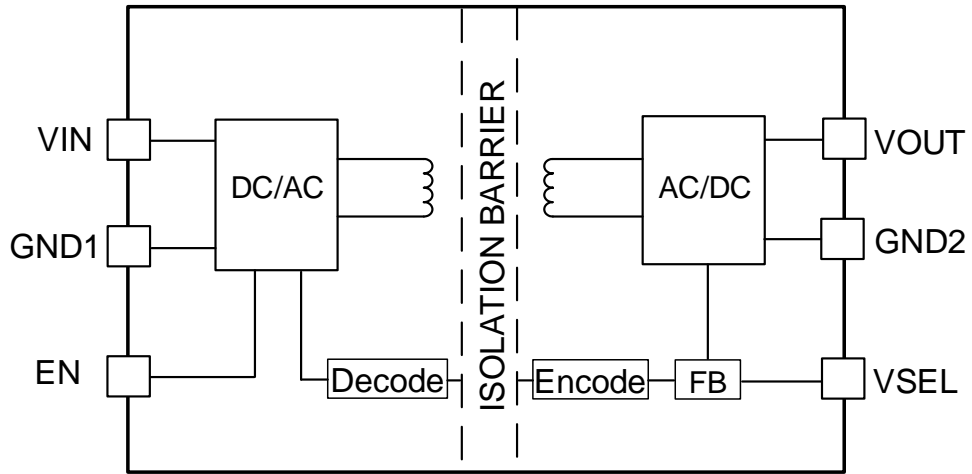 VIN
GND1
EN
DC/AC
Decode
ISOLATION BARRIER
AC/DC
Encode
FB
VOUT
GND2
VSEL